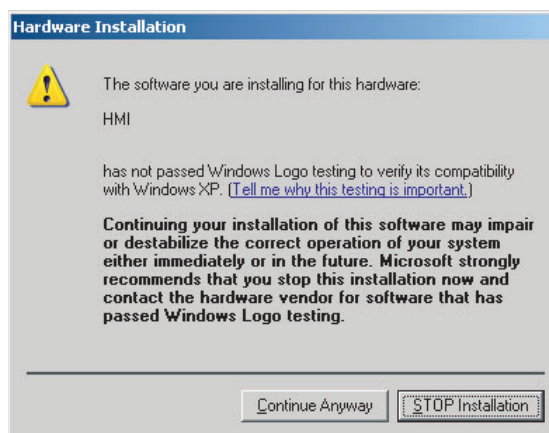 Hardware Installation
The software you are installing for this hardware:
HMI
has not passed Windows Logo testing to verify its compatibility
with Windows XP. (Tell me why this testing is important.)
Continuing your installation of this software may impair
or destabilize the correct operation of your system
either immediately or in the future. Microsoft strongly
recommends that you stop this installation now and
contact the hardware vendor for software that has
passed Windows Logo testing.
Continue Anyway
STOP Installation